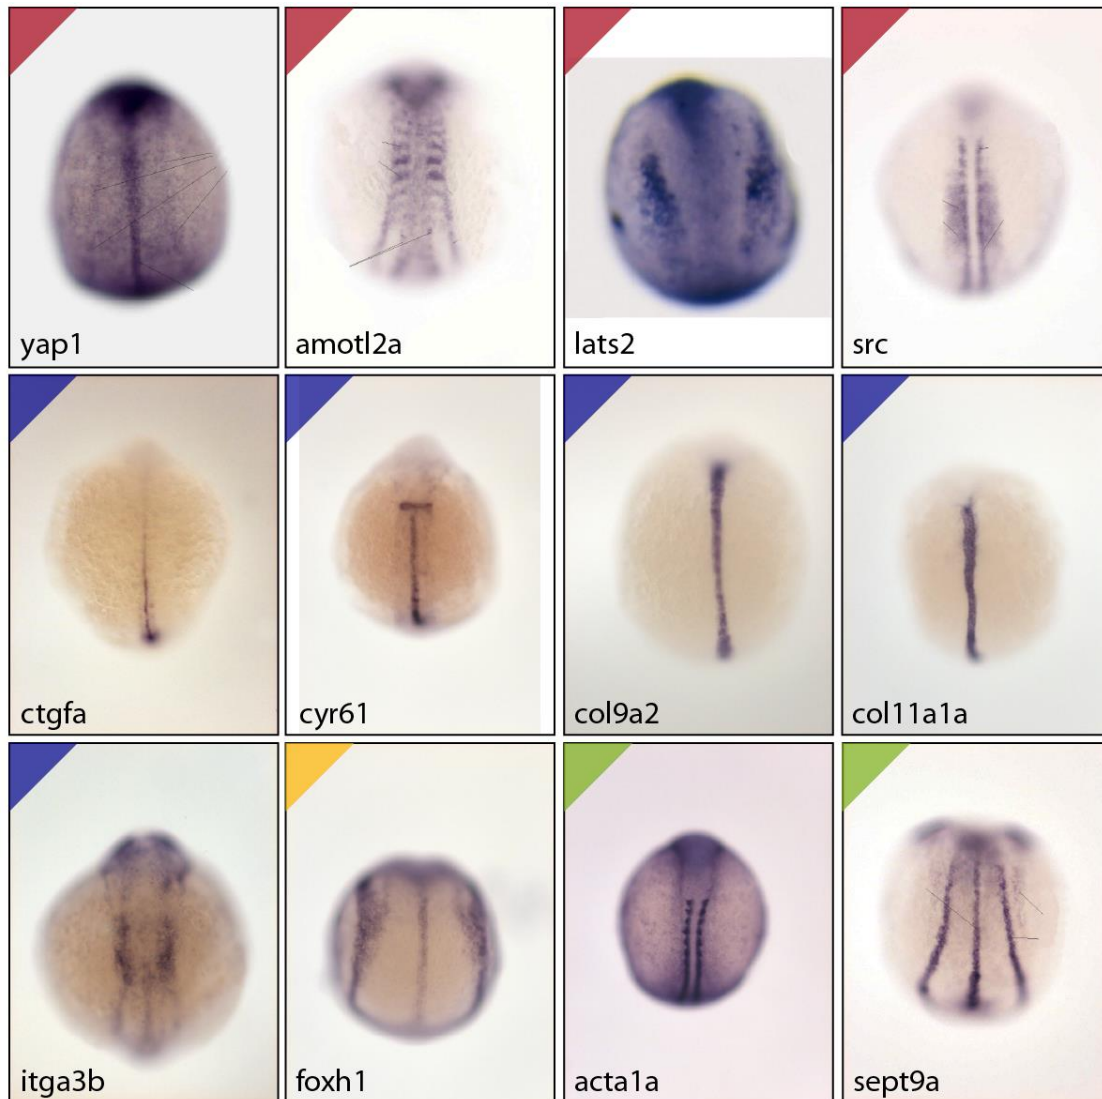 yap1
amotl2a
lats2
src
ctgfa
cyr61
col9a2
col11a1a
itga3b
foxh1
acta1a
sept9a